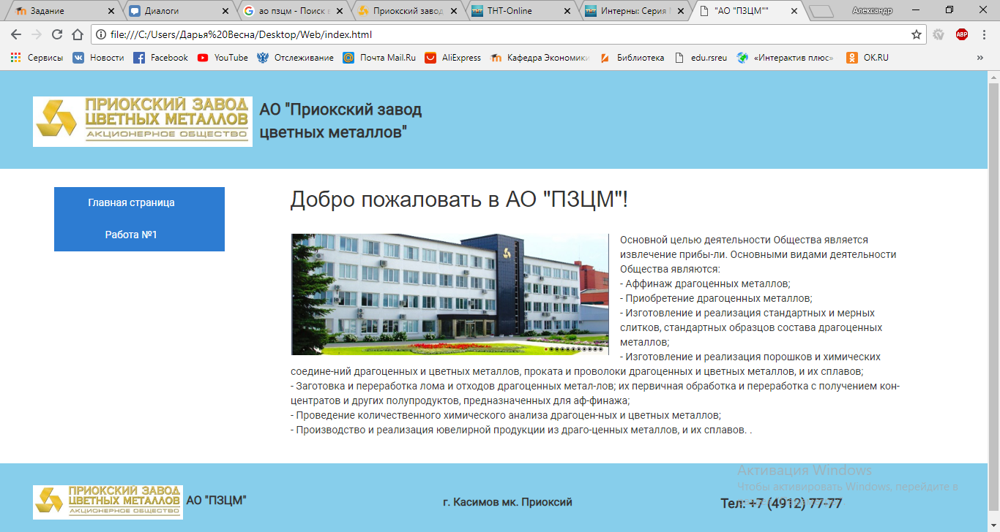 Задание
Диалоги
ао пзцм - Поиск в
Приокский завод
ТНТ-Online
Интерны: Серия
"АО "ПЗЦМ""
Александр
file:///C:/Users/Дарья%20Весна/Desktop/Web/index.html
ABP
Сервисы
Новости
Facebook
YouTube
Отслеживание
Почта Mail.Ru
AliExpress
Кафедра Экономики
Библиотека
edu.rsreu
«Интерактив плюс»
OK.RU
»
ПРИОКСКИЙ ЗАВОД
ЦВЕТНЫХ МЕТАЛЛОВ
АКЦИОНЕРНОЕ ОБЩЕСТВО
АО "Приокский завод
цветных металлов"
Главная страница
Работа №1
Добро пожаловать в АО "ПЗЦМ"!
Основной целью деятельности Общества является
извлечение прибы-ли. Основными видами деятельности
Общества являются:
- Аффинаж драгоценных металлов;
- Приобретение драгоценных металлов;
- Изготовление и реализация стандартных и мерных
слитков, стандартных образцов состава драгоценных
металлов;
- Изготовление и реализация порошков и химических
соедине-ний драгоценных и цветных металлов, проката и проволоки драгоценных и цветных металлов, и их сплавов;
- Заготовка и переработка лома и отходов драгоценных метал-лов; их первичная обработка и переработка с получением кон-
центратов и других полупродуктов, предназначенных для аф-финажа;
- Проведение количественного химического анализа драгоцен-ных и цветных металлов;
- Производство и реализация ювелирной продукции из драго-ценных металлов, и их сплавов. .
ПРИОКСКИЙ ЗАВОД
ЦВЕТНЫХ МЕТАЛЛОВ
АКЦИОНЕРНОЕ ОБЩЕСТВО
АО "ПЗЦМ"
г. Касимов мк. Приоксий
Тел: +7 (4912) 77-77
Активация Windows
Чтобы активировать Windows, перейдите в